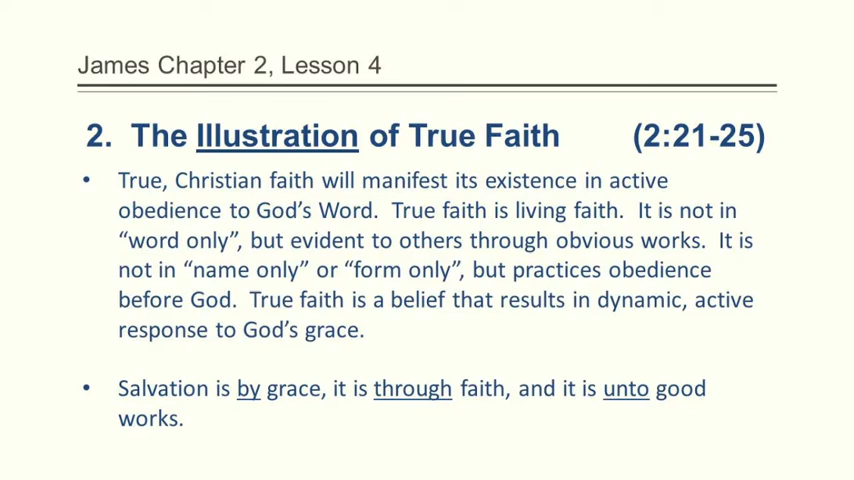 James Chapter 2, Lesson 4
2. The Illustration of True Faith (2:21-25)
• True, Christian faith will manifest its existence in active
obedience to God’s Word. True faith is living faith. It is not in
“word only”, but evident to others through obvious works. It is
not in “name only” or “form only”, but practices obedience
before God. True faith is a belief that results in dynamic, active
response to God’s grace.
• Salvation is by grace, it is through faith, and it is unto good
works.